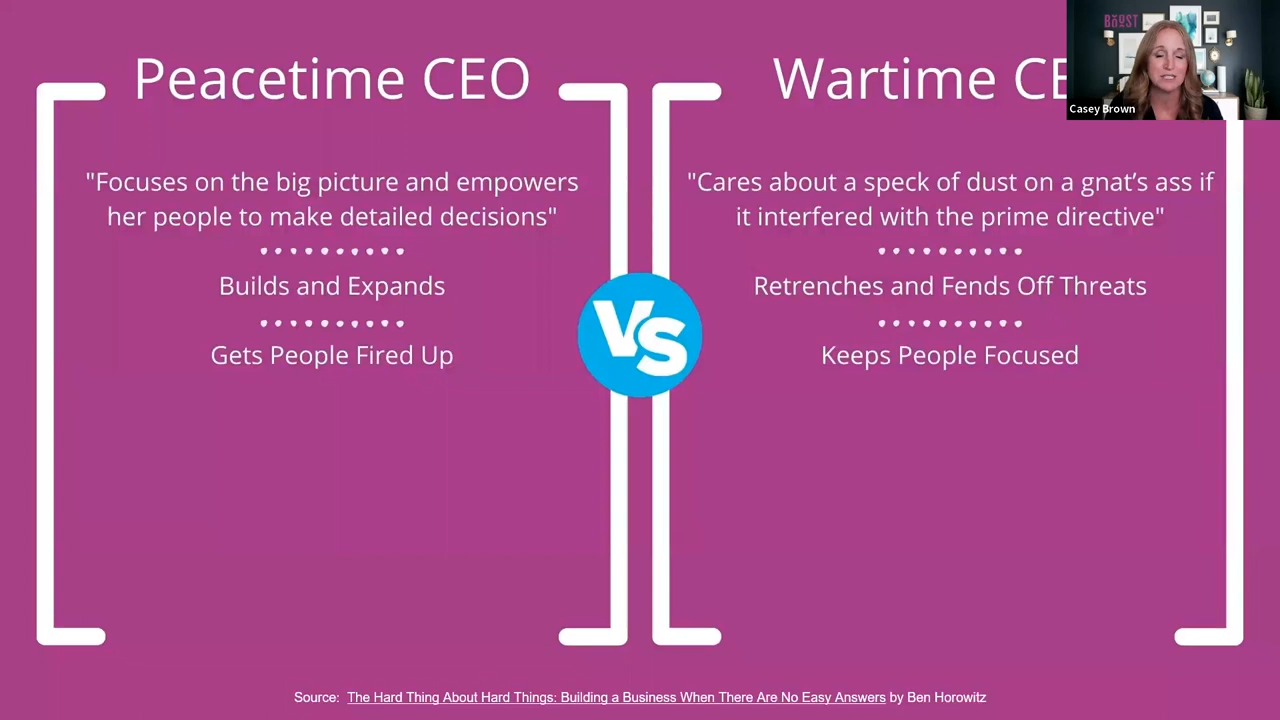 Peacetime CEO
"Focuses on the big picture and empowers
her people to make detailed decisions"
Builds and Expands
Gets People Fired Up
VS
Wartime CE
"Cares about a speck of dust on a gnat’s ass if
it interfered with the prime directive"
Retrenches and Fends Off Threats
Keeps People Focused
BOOST
Casey Brown
Source: The Hard Thing About Hard Things: Building a Business When There Are No Easy Answers by Ben Horowitz